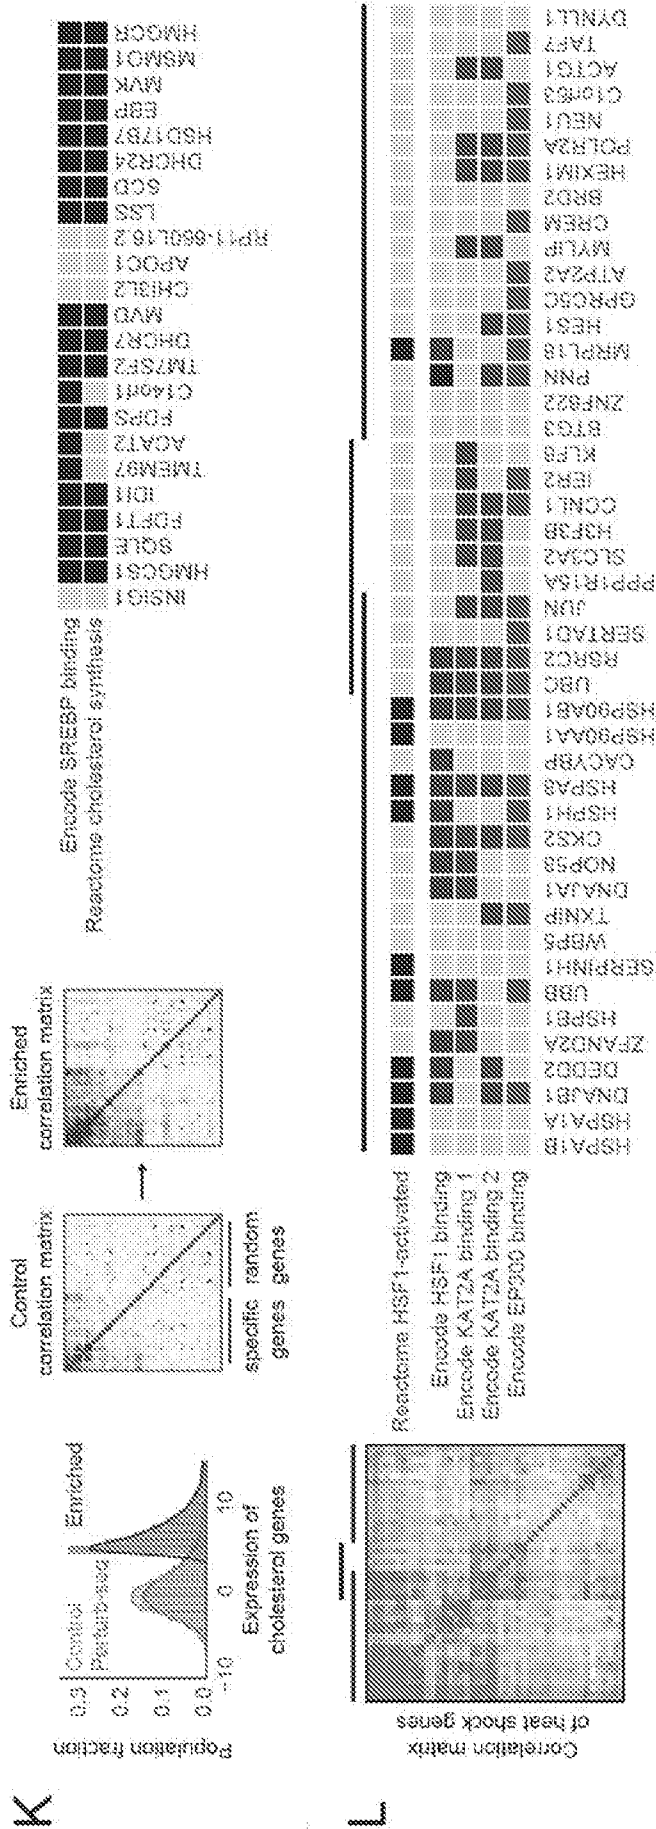 K
Population fraction
0.3
0.2
0.1
0.0
Control
Perturb-seq
Enriched
-10
0
10
Expression of
cholesterol genes
Control
correlation matrix
Enriched
correlation matrix
specific
genes
random
genes
Encode SREBP binding
Reactome cholesterol synthesis
INSIG1
HMGCS1
SQLE
FDFT1
IDI1
TMEM97
ACAT2
FDPS
C14orf1
TM7SF2
DHCR7
MVD
CHI3L2
APOC1
RP11-660L16.2
LSS
SCD
DHCR24
HSD17B7
EBP
MVK
MSMO1
HMGCR
L
Correlation matrix
of heat shock genes
Reactome HSF1-activated
Encode HSF1 binding
Encode KAT2A binding 1
Encode KAT2A binding 2
Encode EP300 binding
HSPA1B
HSPA1A
DNAJB1
DEDD2
ZFAND2A
HSPE1
UBB
SERPINH1
WBP5
TXNIP
DNAJA1
NOP58
CKS2
HSPH1
HSPA8
CACYBP
HSP90AA1
HSP90AB1
UBC
RSRC2
SERTAD1
JUN
PPP1R15A
SLC3A2
H3F3B
CCNL1
IER2
KLF6
BTG3
ZNF622
PNN
MRPL18
HES1
GPRC5C
ATP2A2
MYLIP
CREM
BRD2
HEXIM1
POLR2A
NEU1
C1orf63
ACTG1
TAF7
DYNLL1